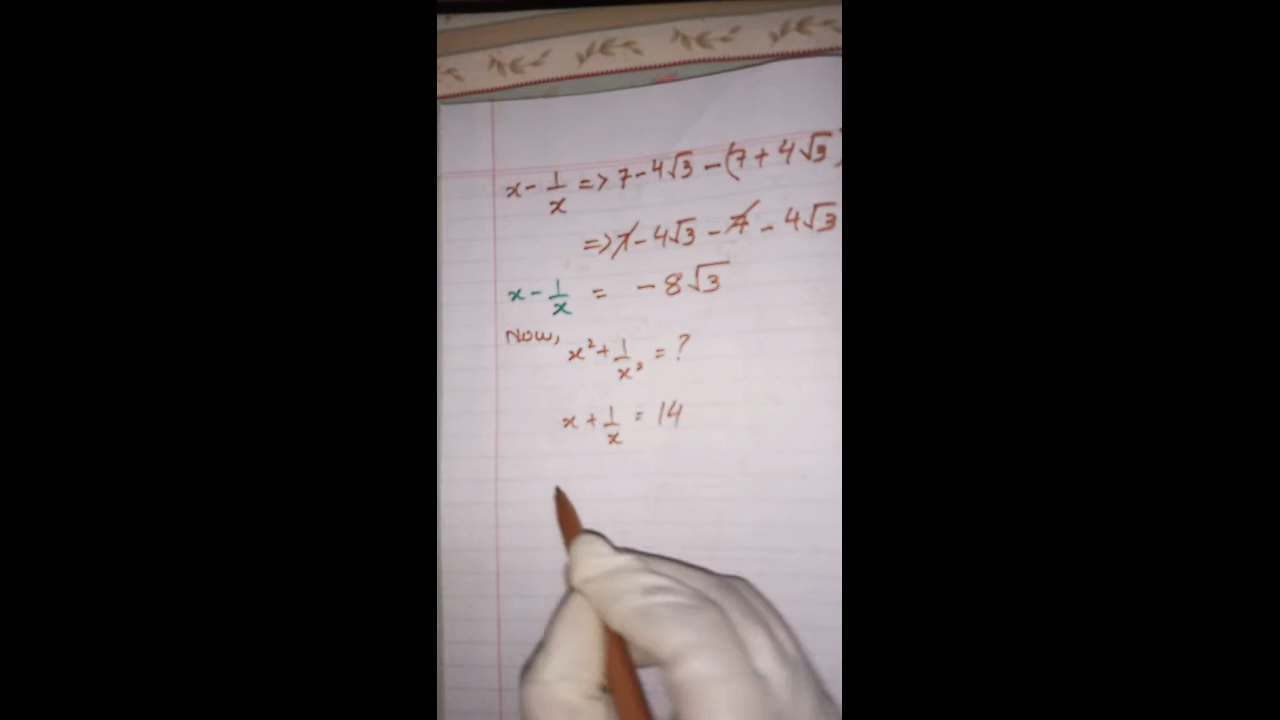 x - 1/x => 7 - 4√3 - (7 + 4√3)
=> 7 - 4√3 - 7 - 4√3
x - 1/x = - 8√3
Now,
x² + 1/x² = ?
x + 1/x = 14